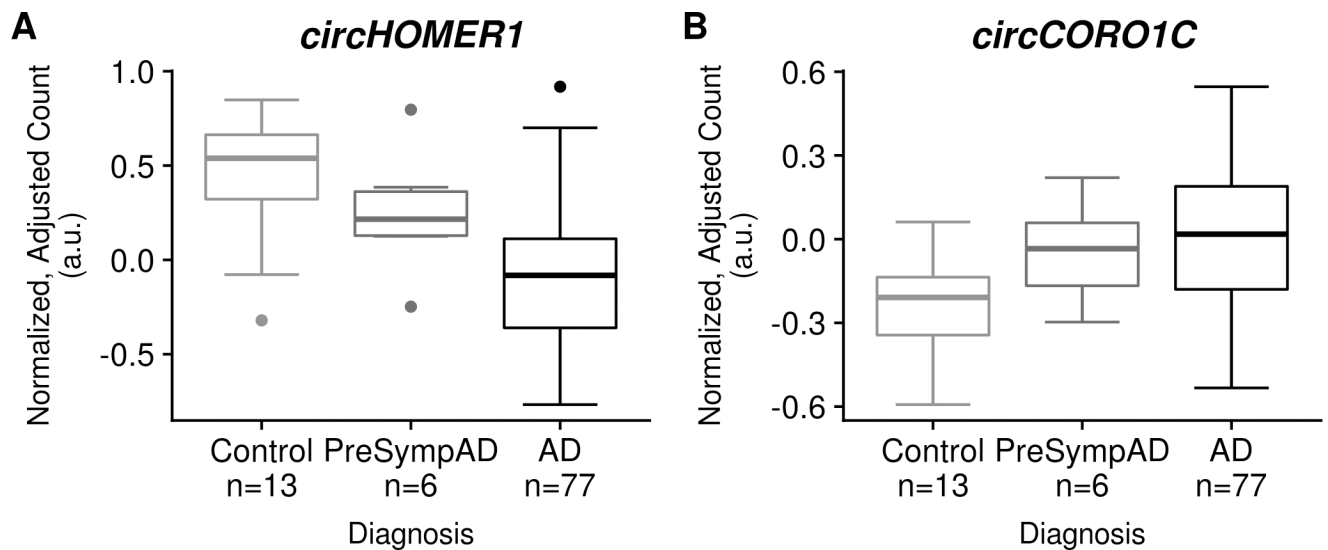 A
circHOMER1
Normalized, Adjusted Count
(a.u.)
1.0
0.5
0.0
-0.5
Control PreSympAD AD
n=13 n=6 n=77
Diagnosis
B
circCORO1C
Normalized, Adjusted Count
(a.u.)
0.6
0.3
0.0
-0.3
-0.6
Control PreSympAD AD
n=13 n=6 n=77
Diagnosis